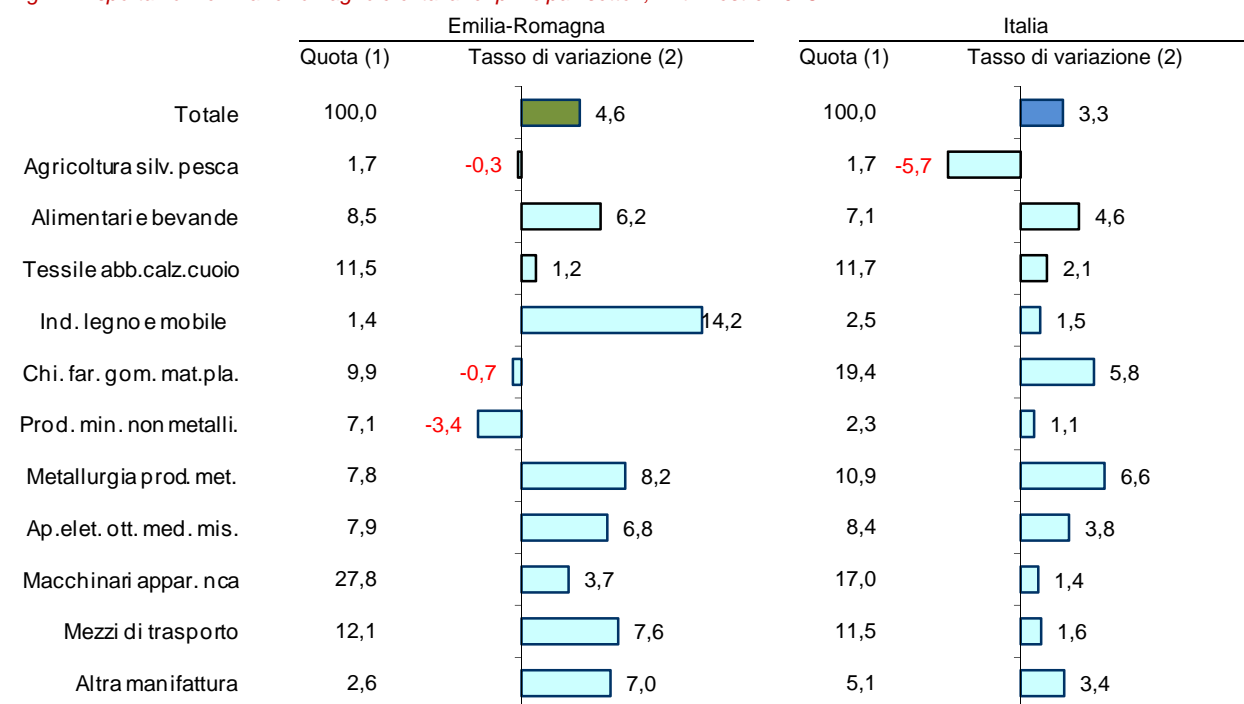 Emilia-Romagna Italia
Quota (1) Tasso di variazione (2) Quota (1) Tasso di variazione (2)
Totale 100,0 4,6 100,0 3,3
Agricoltura silv. pesca 1,7 -0,3 1,7 -5,7
Alimentari e bevande 8,5 6,2 7,1 4,6
Tessile abb.calz.cuoio 11,5 1,2 11,7 2,1
Ind. legno e mobile 1,4 14,2 2,5 1,5
Chi. far. gom. mat.pla. 9,9 -0,7 19,4 5,8
Prod. min. non metalli. 7,1 -3,4 2,3 1,1
Metallurgia prod. met. 7,8 8,2 10,9 6,6
Ap.elet. ott. med. mis. 7,9 6,8 8,4 3,8
Macchinari appar. nca 27,8 3,7 17,0 1,4
Mezzi di trasporto 12,1 7,6 11,5 1,6
Altra manifattura 2,6 7,0 5,1 3,4